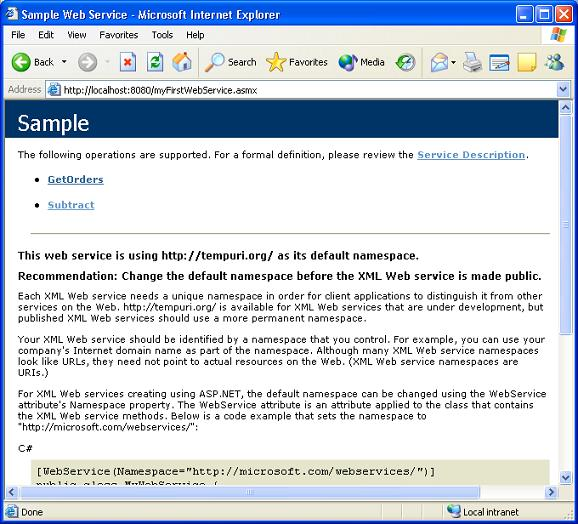 Sample Web Service - Microsoft Internet Explorer
File Edit View Favorites Tools Help
Back Search Favorites Media
Address http://localhost:8080/myFirstWebService.asmx
Sample
The following operations are supported. For a formal definition, please review the Service Description.
• GetOrders
• Subtract
This web service is using http://tempuri.org/ as its default namespace.
Recommendation: Change the default namespace before the XML Web service is made public.
Each XML Web service needs a unique namespace in order for client applications to distinguish it from other
services on the Web. http://tempuri.org/ is available for XML Web services that are under development, but
published XML Web services should use a more permanent namespace.
Your XML Web service should be identified by a namespace that you control. For example, you can use your
company's Internet domain name as part of the namespace. Although many XML Web service namespaces
look like URLs, they need not point to actual resources on the Web. (XML Web service namespaces are
URIs.)
For XML Web services creating using ASP.NET, the default namespace can be changed using the WebService
attribute's Namespace property. The WebService attribute is an attribute applied to the class that contains
the XML Web service methods. Below is a code example that sets the namespace to
"http://microsoft.com/webservices/":
C#
[WebService(Namespace="http://microsoft.com/webservices/")]
public class MyWebService {
Done Local intranet